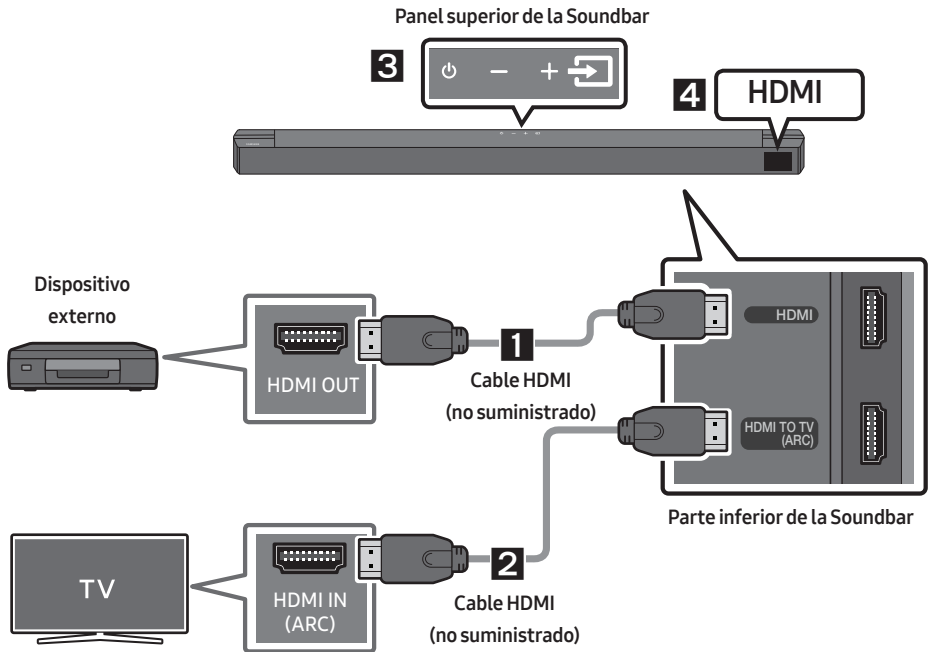 Panel superior de la Soundbar
3
4
HDMI
Dispositivo
externo
HDMI OUT
1
Cable HDMI
(no suministrado)
HDMI
HDMI TO TV
(ARC)
Parte inferior de la Soundbar
TV
HDMI IN
(ARC)
2
Cable HDMI
(no suministrado)